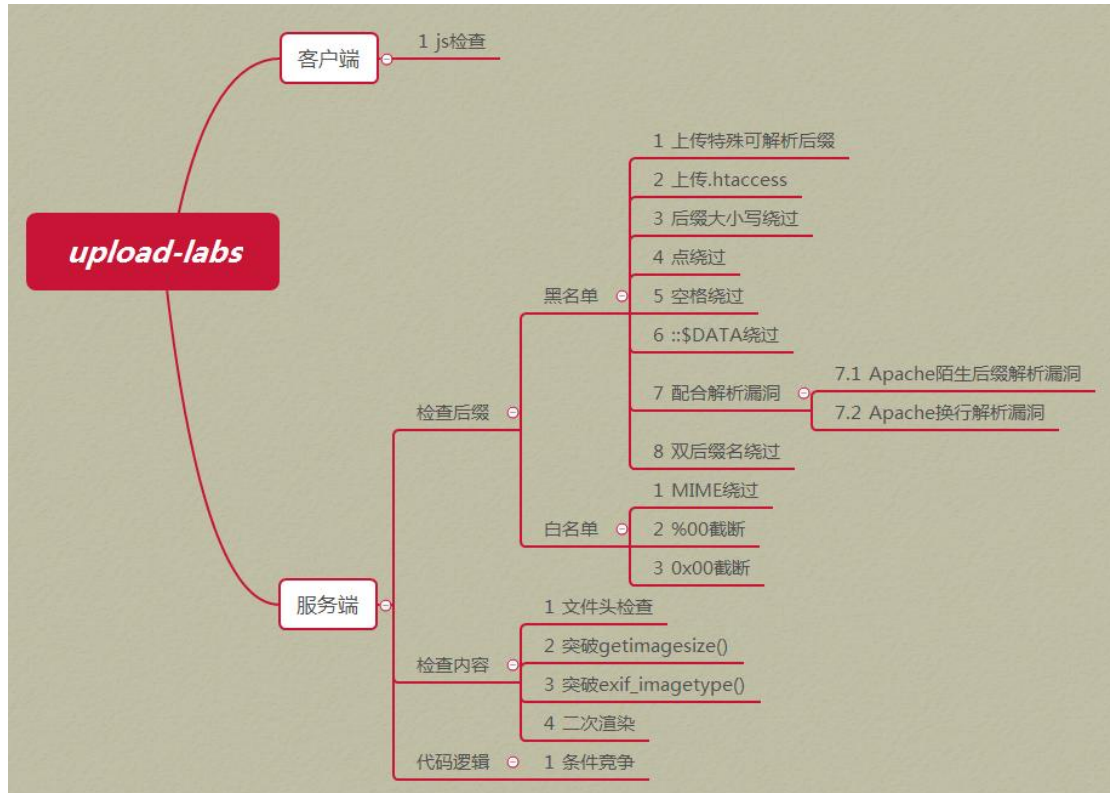 客户端
1 js检查
upload-labs
1 上传特殊可解析后缀
2 上传.htaccess
3 后缀大小写绕过
4 点绕过
黑名单
5 空格绕过
6 ::$DATA绕过
7 配合解析漏洞
7.1 Apache陌生后缀解析漏洞
7.2 Apache换行解析漏洞
检查后缀
8 双后缀名绕过
1 MIME绕过
白名单
2 %00截断
3 0x00截断
服务端
1 文件头检查
检查内容
2 突破getimagesize()
3 突破exif_imagetype()
4 二次渲染
代码逻辑
1 条件竞争